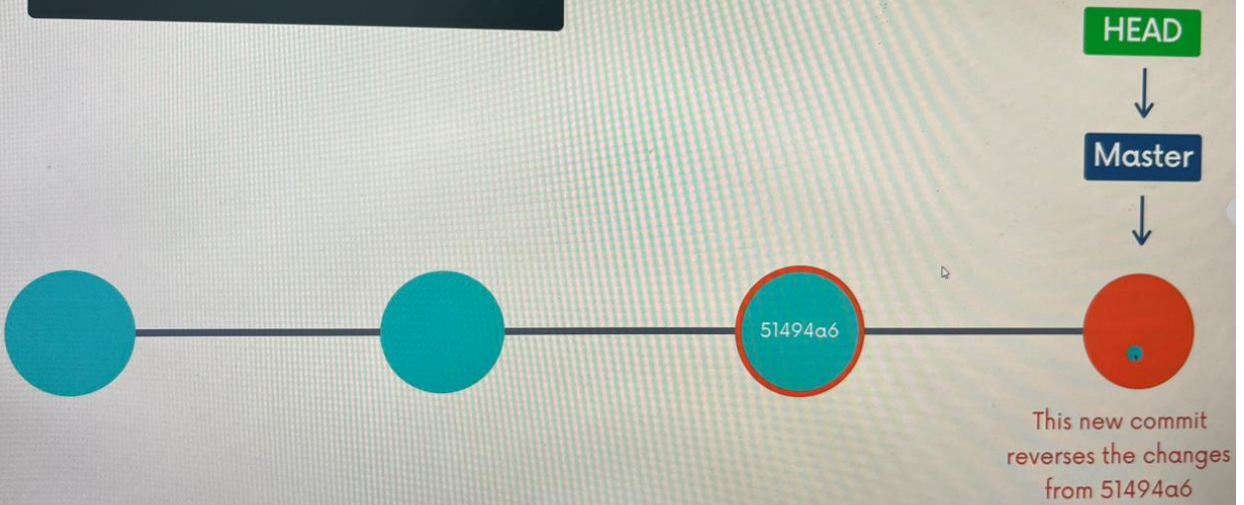 HEAD
Master
51494a6
This new commit
reverses the changes
from 51494a6